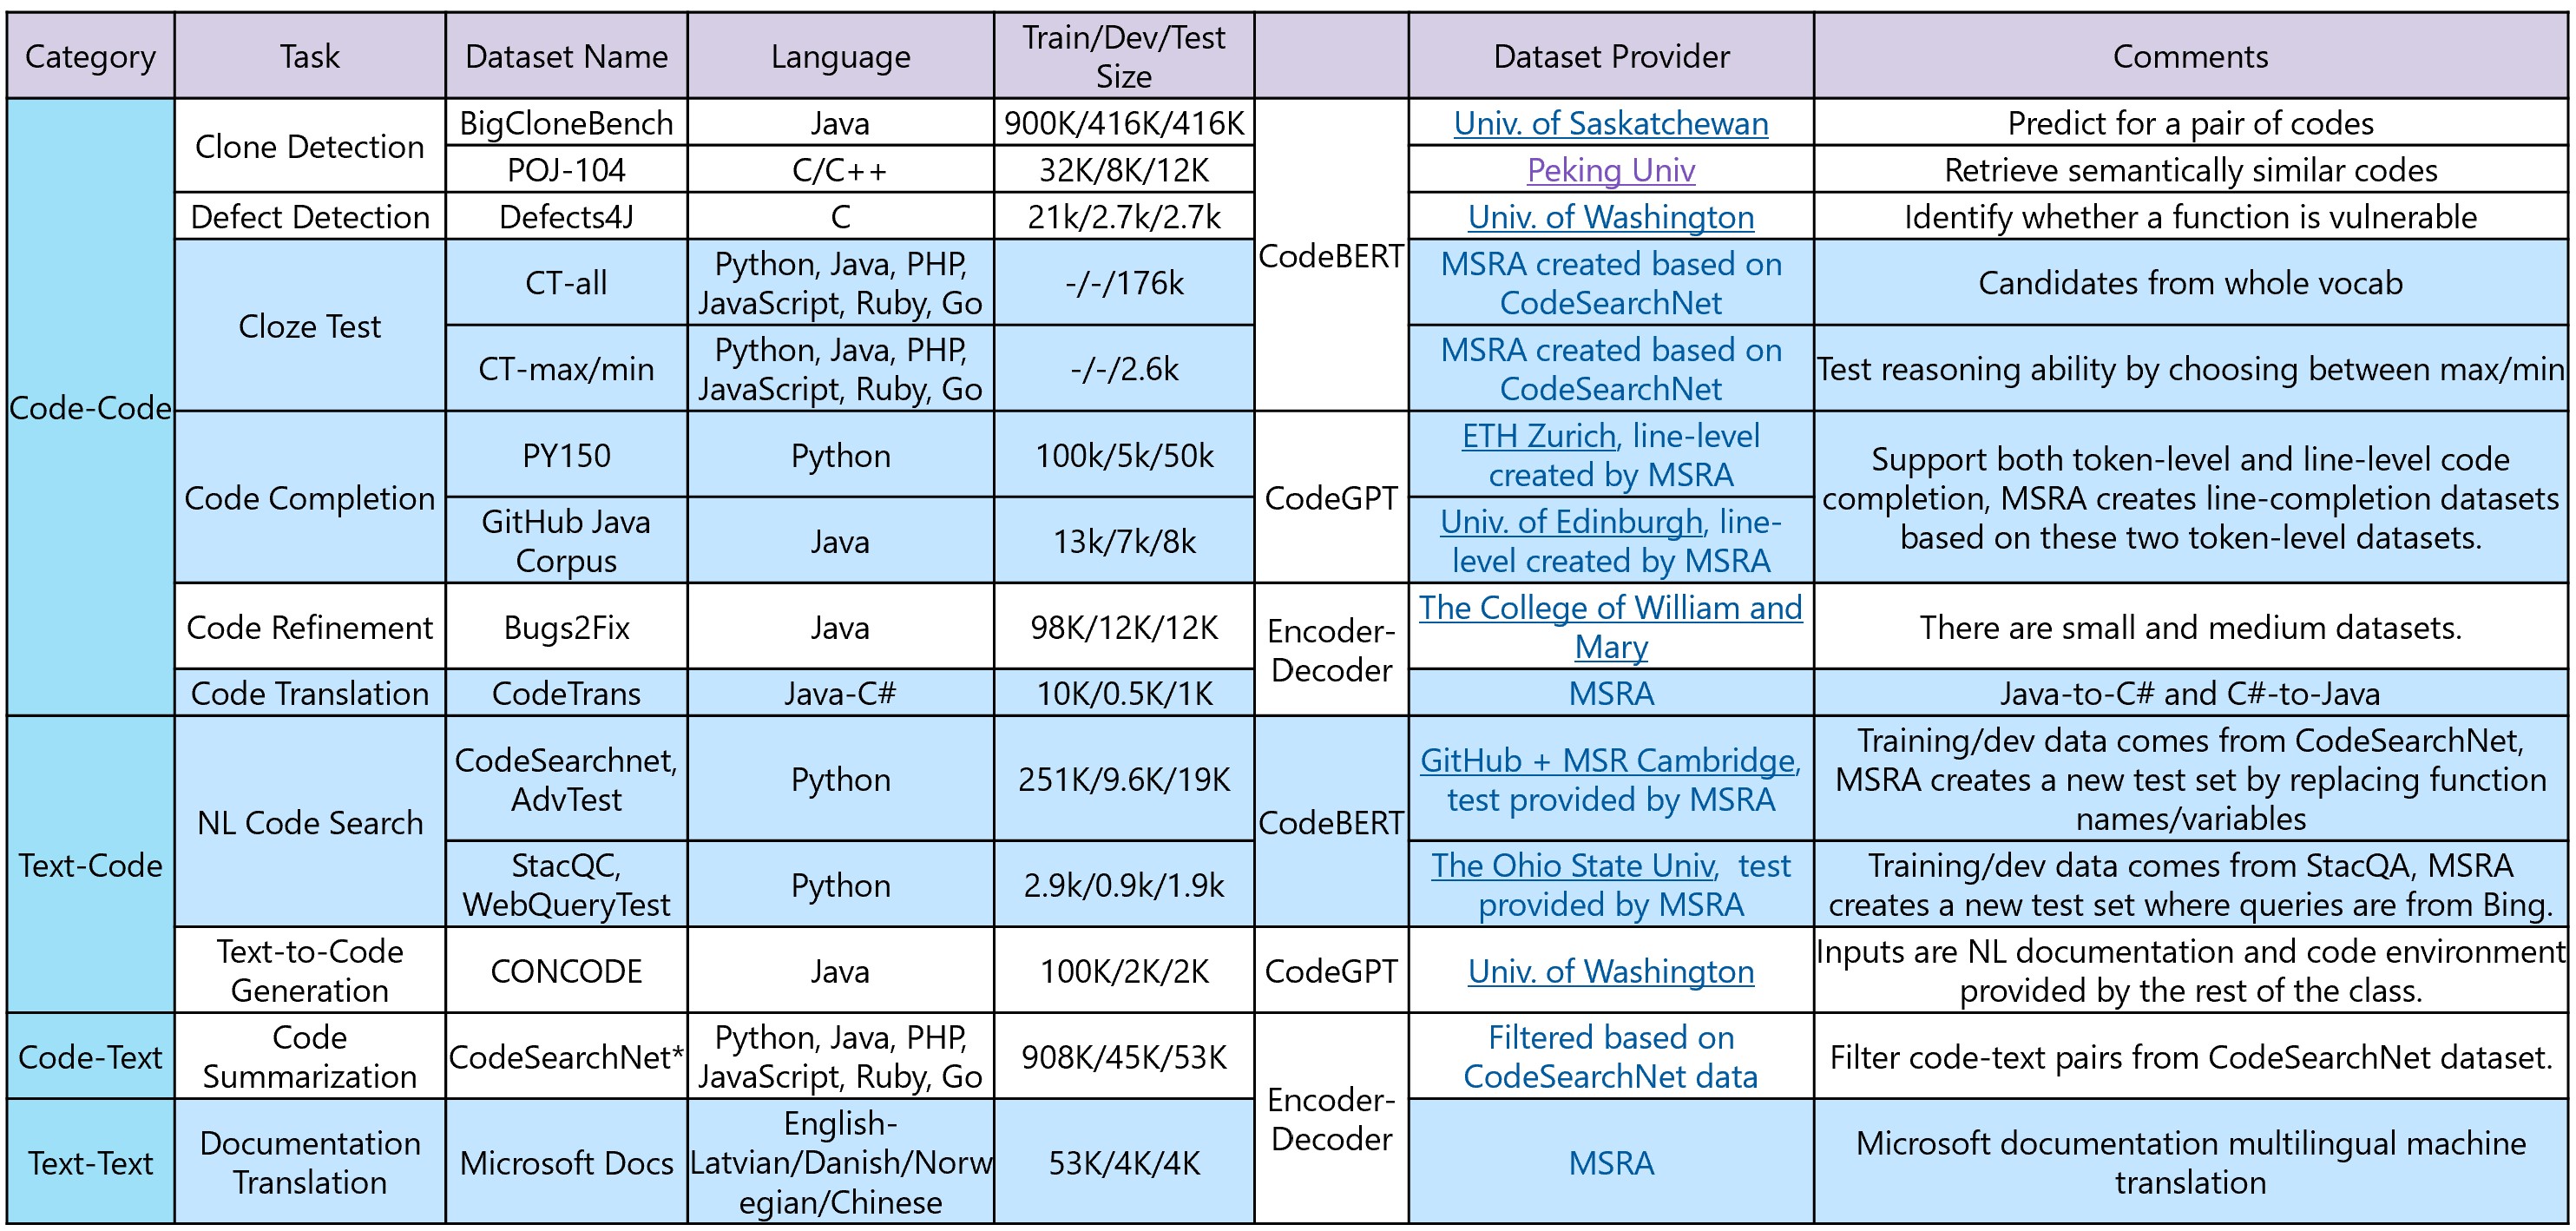 Category Task Dataset Name Language Train/Dev/Test Size Dataset Provider Comments
Code-Code
Clone Detection
BigCloneBench Java 900K/416K/416K
CodeBERT
Univ. of Saskatchewan Predict for a pair of codes
POJ-104 C/C++ 32K/8K/12K Peking Univ Retrieve semantically similar codes
Defect Detection Defects4J C 21k/2.7k/2.7k Univ. of Washington Identify whether a function is vulnerable
Cloze Test
CT-all
Python, Java, PHP,
JavaScript, Ruby, Go
-/-/176k
MSRA created based on
CodeSearchNet
Candidates from whole vocab
CT-max/min
Python, Java, PHP,
JavaScript, Ruby, Go
-/-/2.6k
MSRA created based on
CodeSearchNet
Test reasoning ability by choosing between max/min
Code Completion
PY150 Python 100k/5k/50k
CodeGPT
ETH Zurich, line-level
created by MSRA
Support both token-level and line-level code
completion, MSRA creates line-completion datasets
based on these two token-level datasets.
GitHub Java
Corpus
Java 13k/7k/8k
Univ. of Edinburgh, line-
level created by MSRA
Code Refinement Bugs2Fix Java 98K/12K/12K
Encoder-
Decoder
The College of William and
Mary
There are small and medium datasets.
Code Translation CodeTrans Java-C# 10K/0.5K/1K MSRA Java-to-C# and C#-to-Java
Text-Code
NL Code Search
CodeSearchnet,
AdvTest
Python 251K/9.6K/19K
CodeBERT
GitHub + MSR Cambridge,
test provided by MSRA
Training/dev data comes from CodeSearchNet,
MSRA creates a new test set by replacing function
names/variables
StacQC,
WebQueryTest
Python 2.9k/0.9k/1.9k
The Ohio State Univ, test
provided by MSRA
Training/dev data comes from StacQA, MSRA
creates a new test set where queries are from Bing.
Text-to-Code
Generation
CONCODE Java 100K/2K/2K CodeGPT Univ. of Washington
Inputs are NL documentation and code environment
provided by the rest of the class.
Code-Text
Code
Summarization
CodeSearchNet*
Python, Java, PHP,
JavaScript, Ruby, Go
908K/45K/53K
Encoder-
Decoder
Filtered based on
CodeSearchNet data
Filter code-text pairs from CodeSearchNet dataset.
Text-Text
Documentation
Translation
Microsoft Docs
English-
Latvian/Danish/Norw
egian/Chinese
53K/4K/4K
MSRA
Microsoft documentation multilingual machine
translation